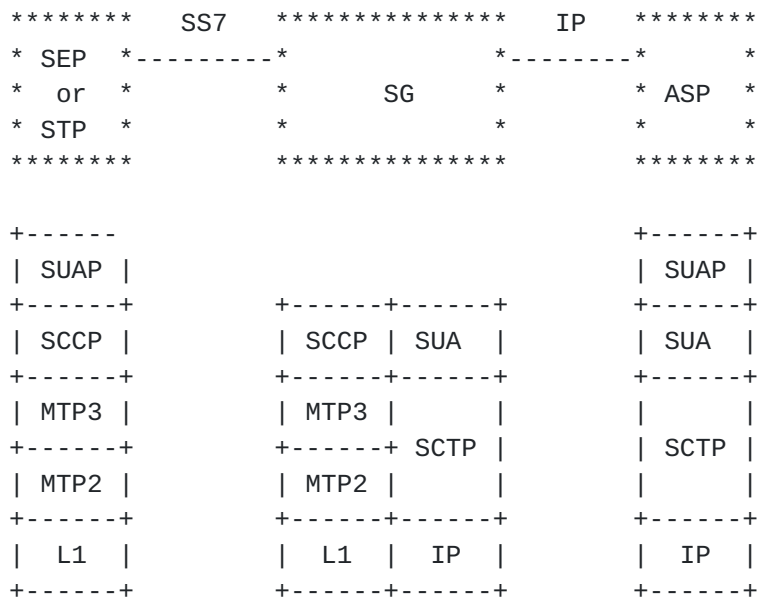 ********   SS7   ***************   IP   ********
* SEP  *---------*             *--------*      *
*  or  *         *      SG     *        * ASP  *
* STP  *         *             *        *      *
********         ***************        ********
+------                                 +------+
| SUAP |                                | SUAP |
+------+         +------+------+        +------+
| SCCP |         | SCCP | SUA  |        | SUA  |
+------+         +------+------+        +------+
| MTP3 |         | MTP3 |      |        |      |
+------+         +------+ SCTP |        | SCTP |
| MTP2 |         | MTP2 |      |        |      |
+------+         +------+------+        +------+
|  L1  |         |  L1  |  IP  |        |  IP  |
+------+         +------+------+        +------+